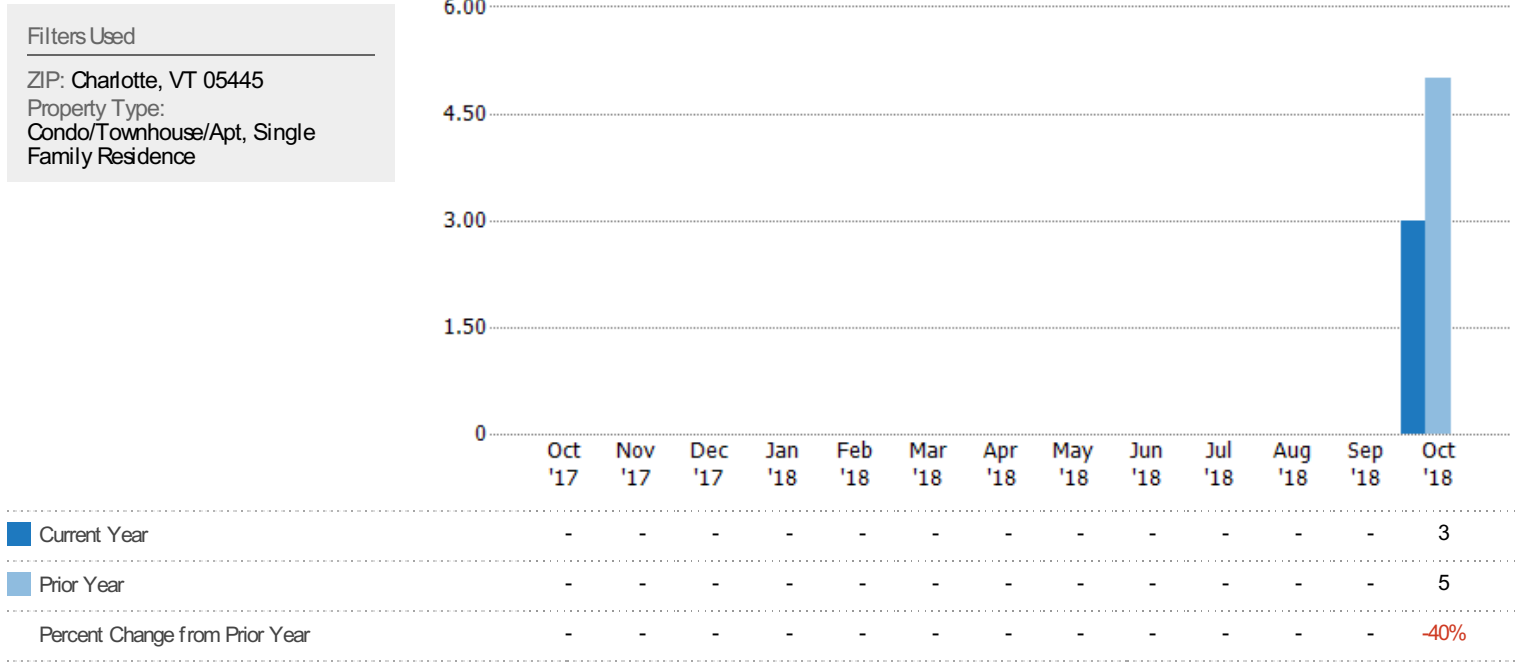 Filters Used
ZIP: Charlotte, VT 05445
Property Type:
Condo/Townhouse/Apt, Single
Family Residence
6.00
4.50
3.00
1.50
0
Oct Nov Dec Jan Feb Mar Apr May Jun Jul Aug Sep Oct
'17 '17 '17 '18 '18 '18 '18 '18 '18 '18 '18 '18 '18
Current Year - - - - - - - - - - - - 3
Prior Year - - - - - - - - - - - - 5
Percent Change from Prior Year - - - - - - - - - - - - -40%